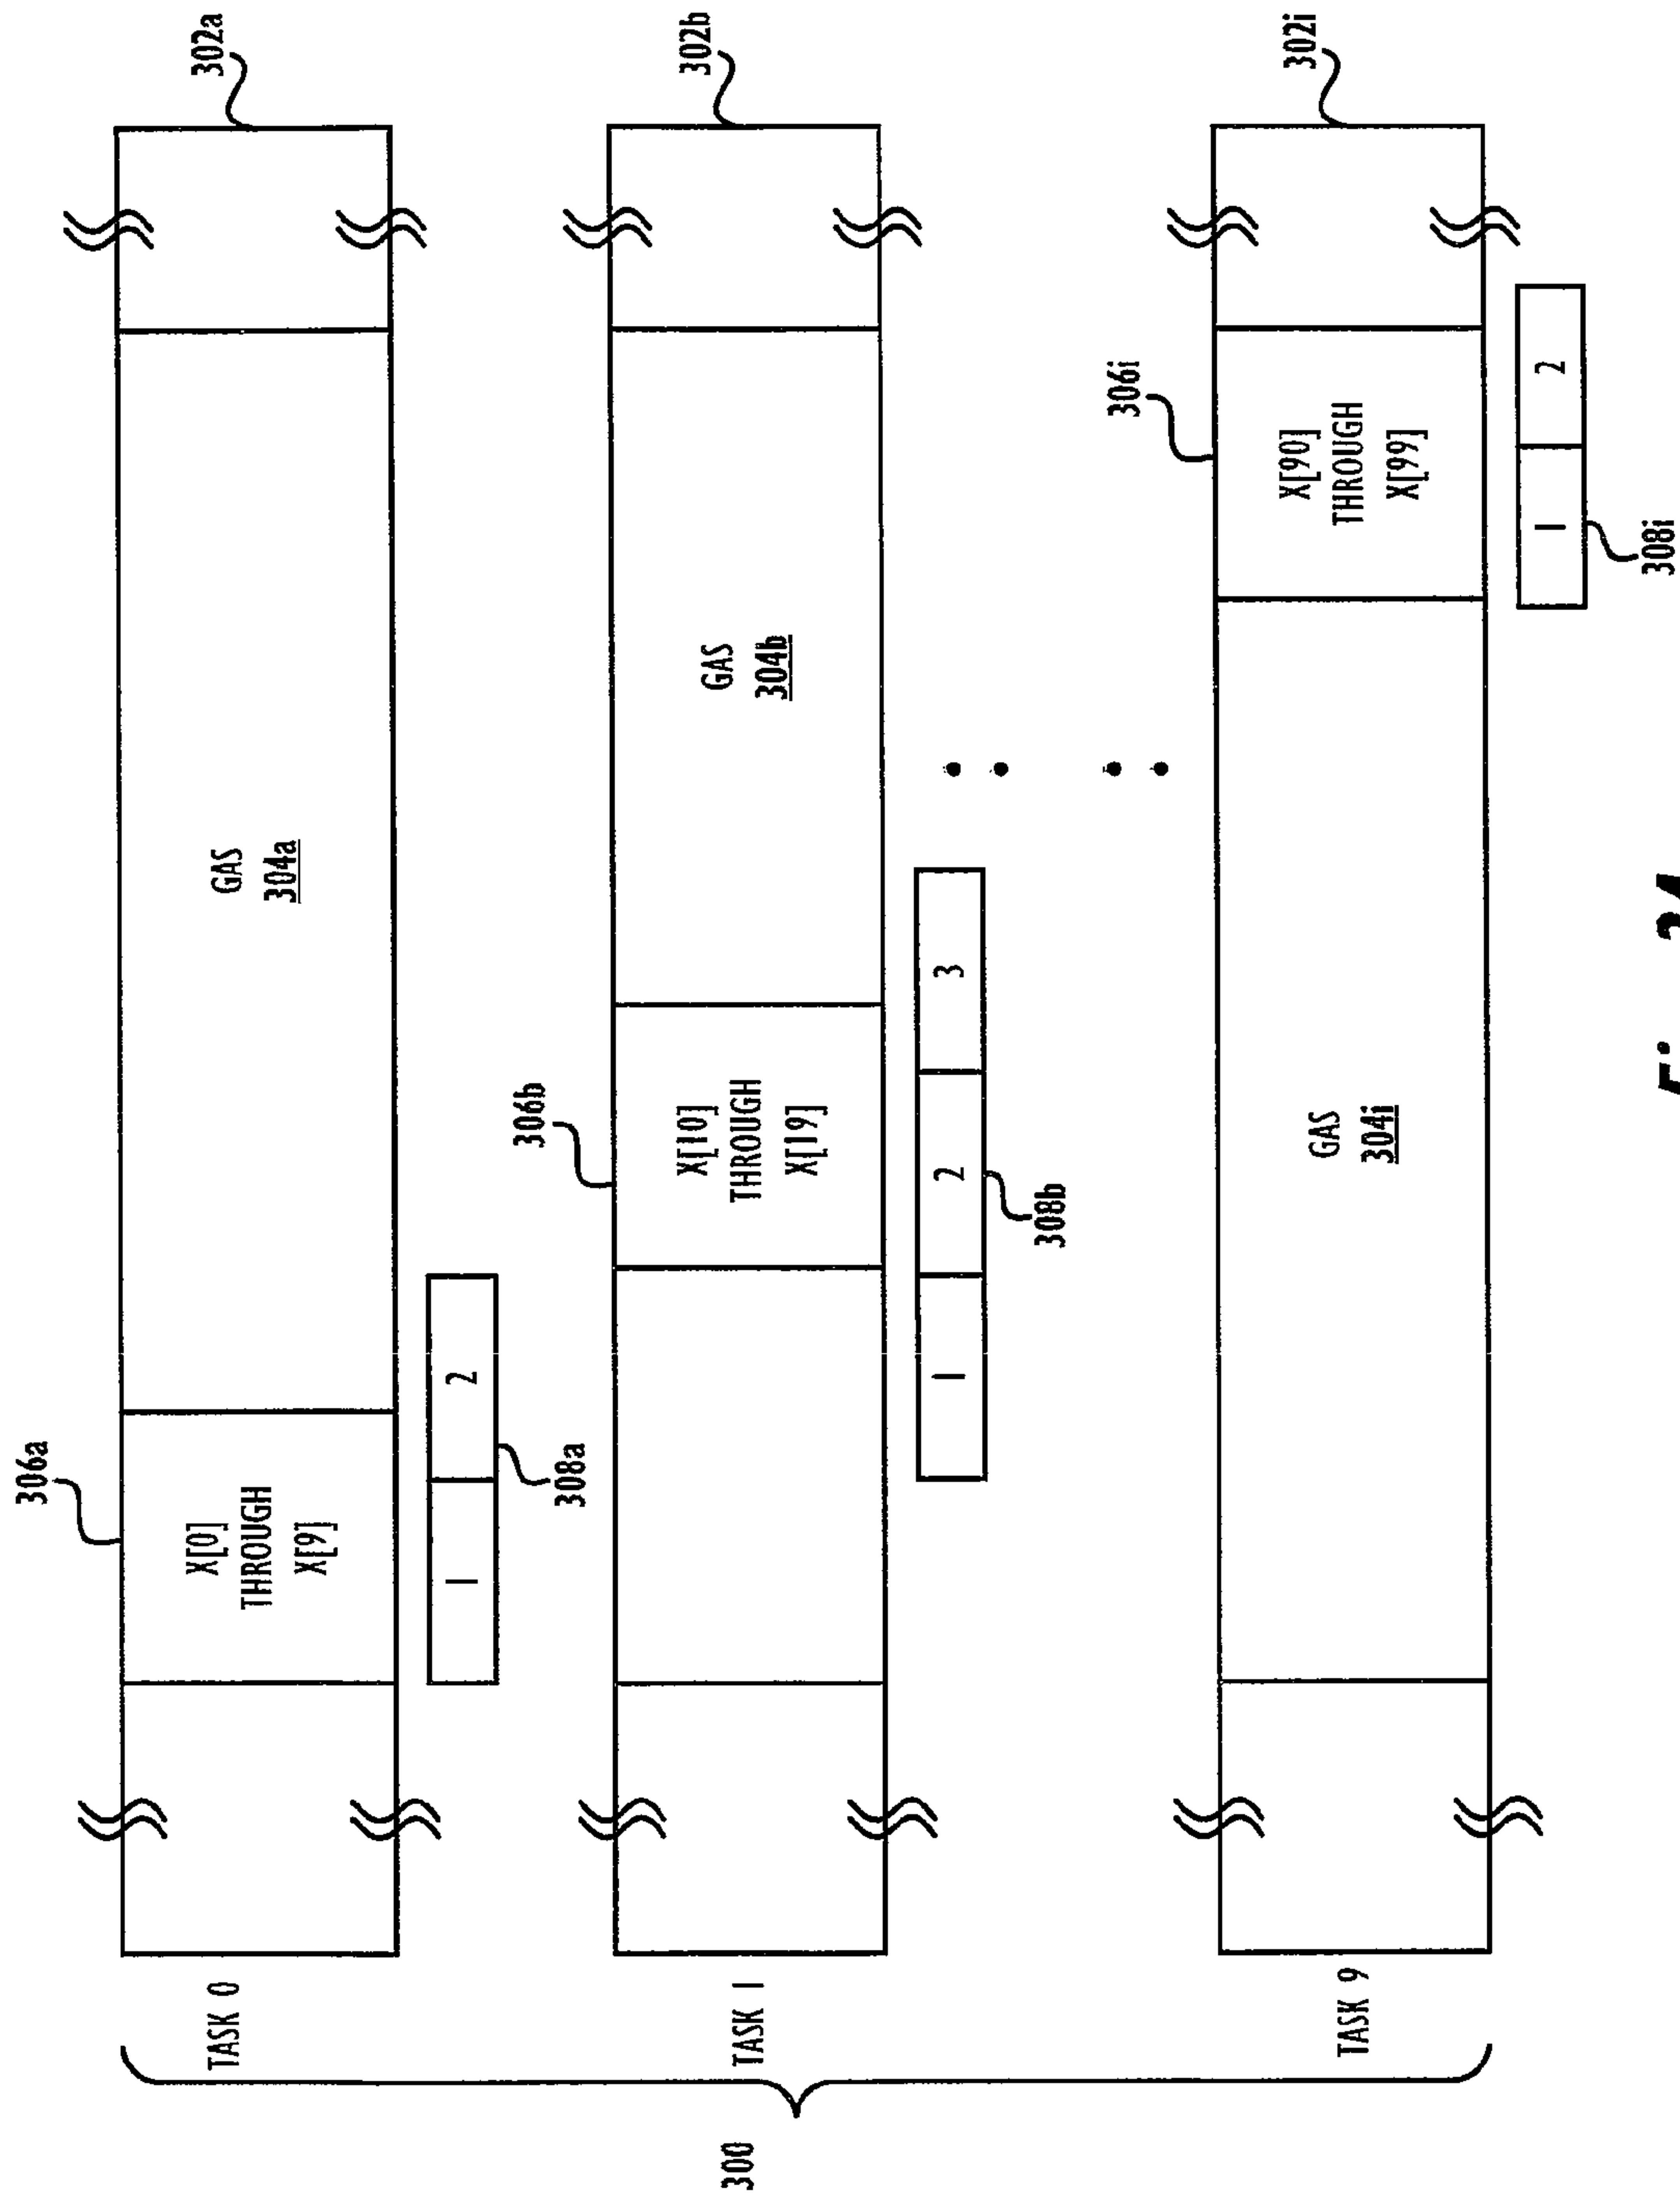 302a
GAS
304a
306a
X[0]
THROUGH
X[9]
1
2
308a
TASK 0
302b
GAS
304b
306b
X[10]
THROUGH
X[19]
1
2
3
308b
TASK 1
302i
306i
X[90]
THROUGH
X[99]
GAS
304i
1
2
308i
TASK 9
300